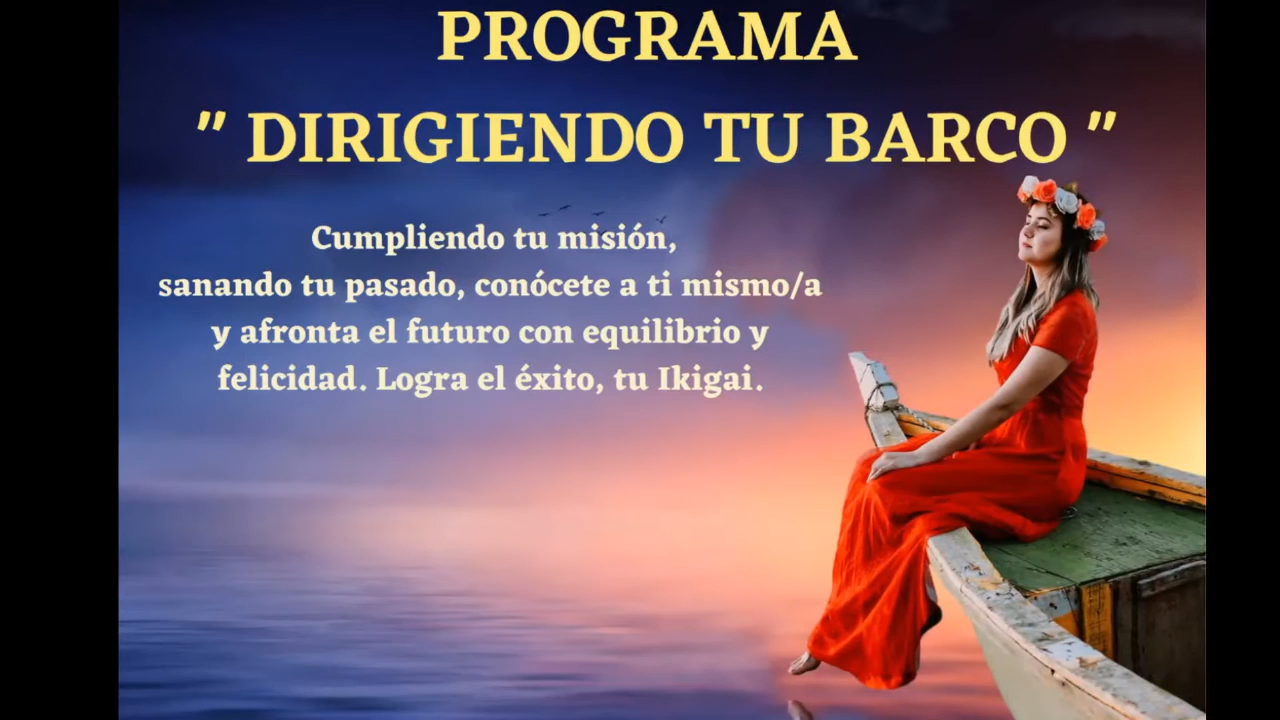 PROGRAMA
" DIRIGIENDO TU BARCO "
Cumpliendo tu misión,
sanando tu pasado, conócete a ti mismo/a
y afronta el futuro con equilibrio y
felicidad. Logra el éxito, tu Ikigai.